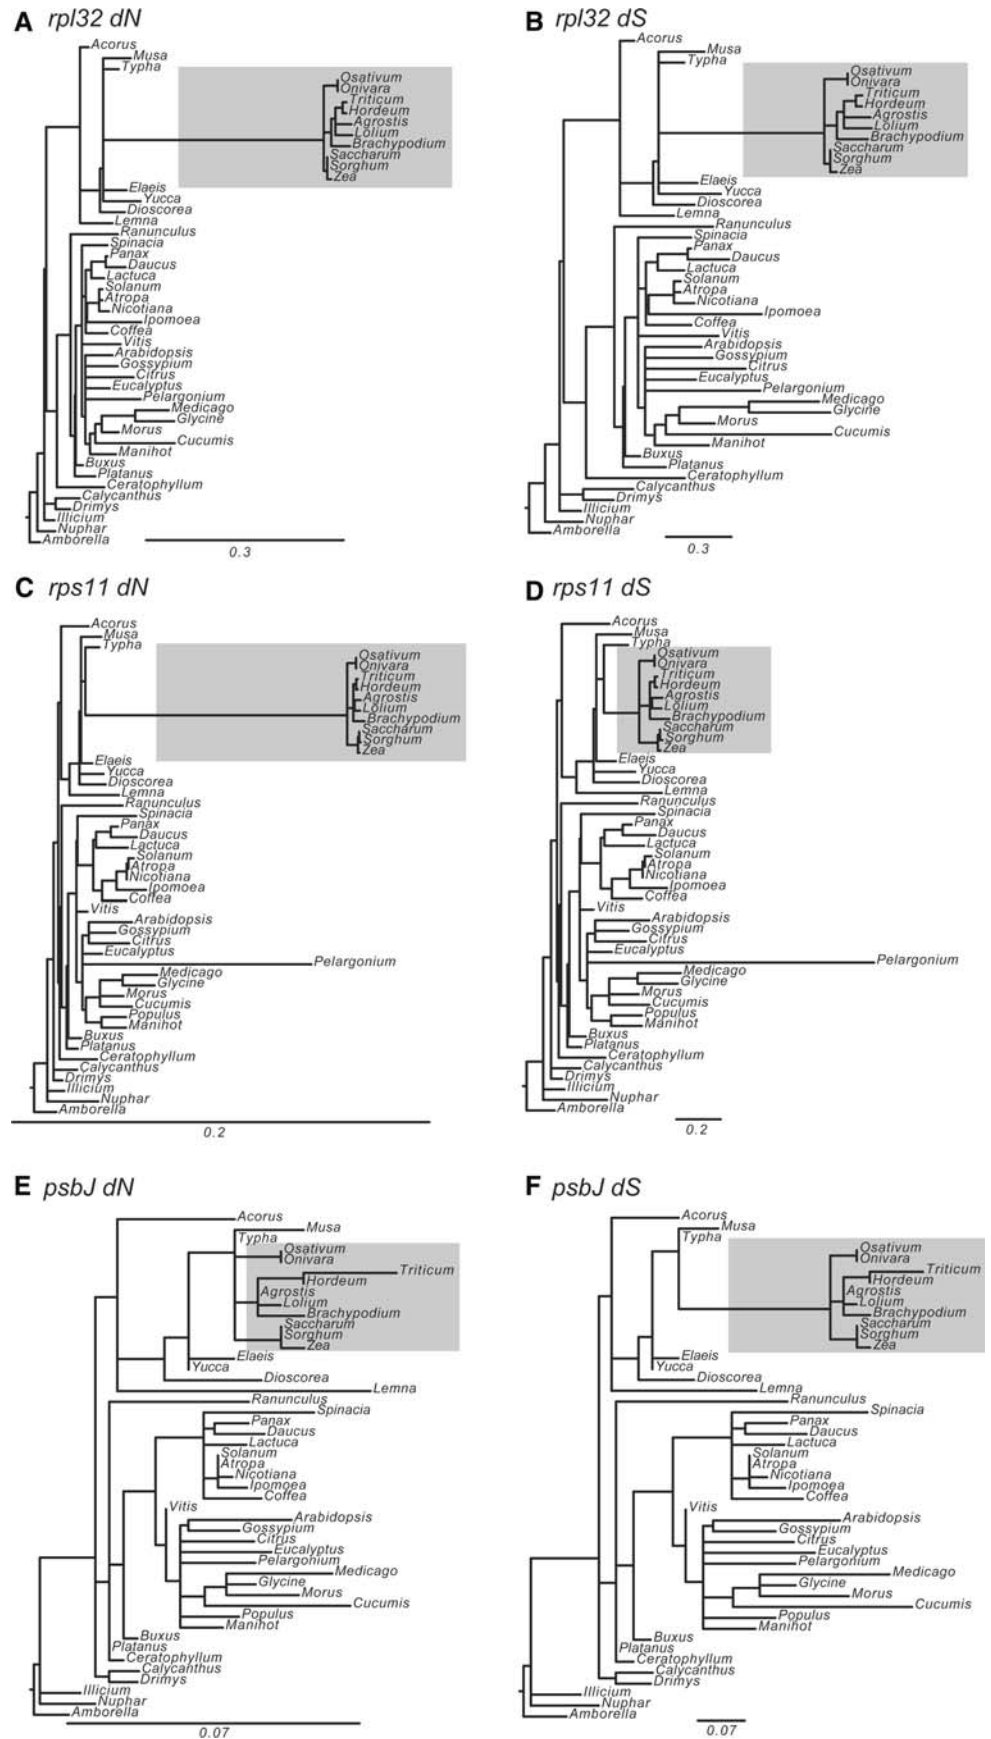 A rpl32 dN
Acorus
Musa
Typha
Osativum
Onivara
Triticum
Hordeum
Agrostis
Lolium
Brachypodium
Saccharum
Sorghum
Zea
Elaeis
Yucca
Dioscorea
Lemna
Ranunculus
Spinacia
Panax
Daucus
Lactuca
Solanum
Atropa
Nicotiana
Ipomoea
Coffea
Vitis
Arabidopsis
Gossypium
Citrus
Eucalyptus
Pelargonium
Medicago
Glycine
Morus
Cucumis
Manihot
Buxus
Platanus
Ceratophyllum
Calycanthus
Drimys
Illicium
Nuphar
Amborella
0.3
B rpl32 dS
Acorus
Musa
Typha
Osativum
Onivara
Triticum
Hordeum
Agrostis
Lolium
Brachypodium
Saccharum
Sorghum
Zea
Elaeis
Yucca
Dioscorea
Lemna
Ranunculus
Spinacia
Panax
Daucus
Lactuca
Solanum
Atropa
Nicotiana
Ipomoea
Coffea
Vitis
Arabidopsis
Gossypium
Citrus
Eucalyptus
Pelargonium
Medicago
Glycine
Morus
Cucumis
Manihot
Buxus
Platanus
Ceratophyllum
Calycanthus
Drimys
Illicium
Nuphar
Amborella
0.3
C rps11 dN
Acorus
Musa
Typha
Osativum
Onivara
Triticum
Hordeum
Agrostis
Lolium
Brachypodium
Saccharum
Sorghum
Zea
Elaeis
Yucca
Dioscorea
Lemna
Ranunculus
Spinacia
Panax
Daucus
Lactuca
Solanum
Atropa
Nicotiana
Ipomoea
Coffea
Vitis
Arabidopsis
Gossypium
Citrus
Eucalyptus
Pelargonium
Medicago
Glycine
Morus
Cucumis
Populus
Manihot
Buxus
Platanus
Ceratophyllum
Calycanthus
Drimys
Illicium
Nuphar
Amborella
0.2
D rps11 dS
Acorus
Musa
Typha
Osativum
Onivara
Triticum
Hordeum
Agrostis
Lolium
Brachypodium
Saccharum
Sorghum
Zea
Elaeis
Yucca
Dioscorea
Lemna
Ranunculus
Spinacia
Panax
Daucus
Lactuca
Solanum
Atropa
Nicotiana
Ipomoea
Coffea
Vitis
Arabidopsis
Gossypium
Citrus
Eucalyptus
Pelargonium
Medicago
Glycine
Morus
Cucumis
Populus
Manihot
Buxus
Platanus
Ceratophyllum
Calycanthus
Drimys
Illicium
Nuphar
Amborella
0.2
E psbJ dN
Acorus
Musa
Typha
Osativum
Onivara
Triticum
Hordeum
Agrostis
Lolium
Brachypodium
Saccharum
Sorghum
Zea
Elaeis
Yucca
Dioscorea
Lemna
Ranunculus
Spinacia
Panax
Daucus
Lactuca
Solanum
Atropa
Nicotiana
Ipomoea
Coffea
Vitis
Arabidopsis
Gossypium
Citrus
Eucalyptus
Pelargonium
Medicago
Glycine
Morus
Cucumis
Populus
Manihot
Buxus
Platanus
Ceratophyllum
Calycanthus
Drimys
Illicium
Nuphar
Amborella
0.07
F psbJ dS
Acorus
Musa
Typha
Osativum
Onivara
Triticum
Hordeum
Agrostis
Lolium
Brachypodium
Saccharum
Sorghum
Zea
Elaeis
Yucca
Dioscorea
Lemna
Ranunculus
Spinacia
Panax
Daucus
Lactuca
Solanum
Atropa
Nicotiana
Ipomoea
Coffea
Vitis
Arabidopsis
Gossypium
Citrus
Eucalyptus
Pelargonium
Medicago
Glycine
Morus
Cucumis
Populus
Manihot
Buxus
Platanus
Ceratophyllum
Calycanthus
Drimys
Illicium
Nuphar
Amborella
0.07